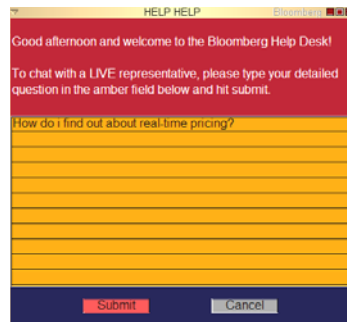 HELP HELP Bloomberg
Good afternoon and welcome to the Bloomberg Help Desk!
To chat with a LIVE representative, please type your detailed
question in the amber field below and hit submit.
How do i find out about real-time pricing?
Submit Cancel